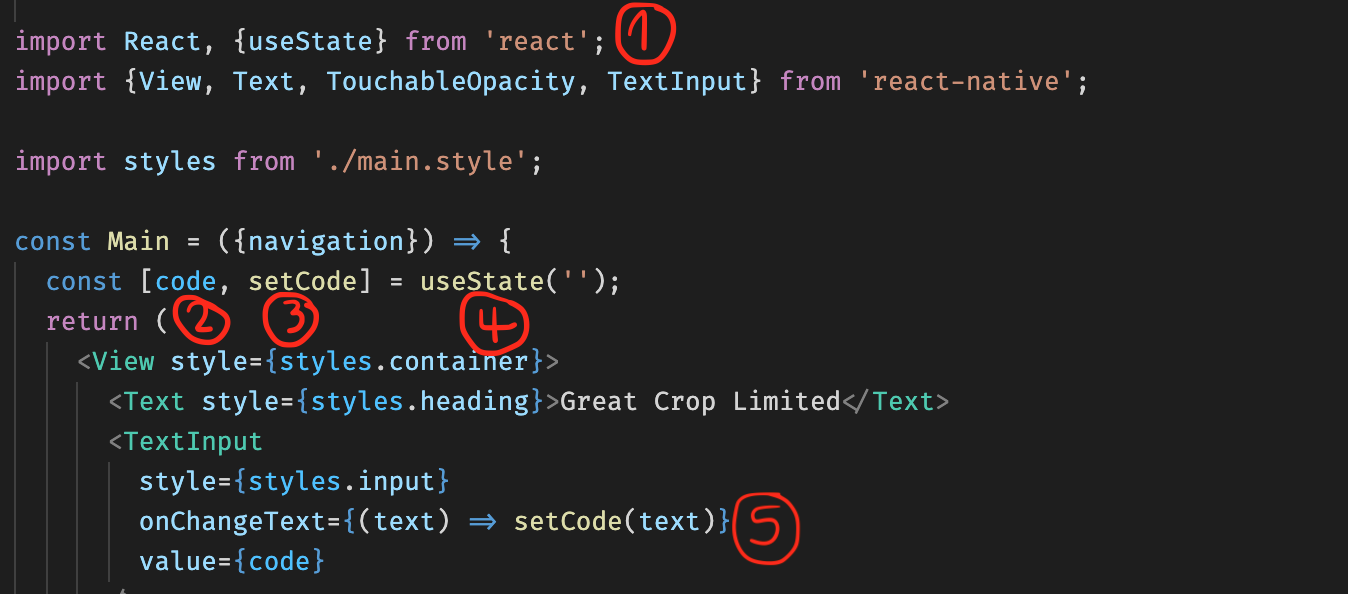 import React, {useState} from 'react'; 1
import {View, Text, TouchableOpacity, TextInput} from 'react-native';
import styles from './main.style';
const Main = ({navigation}) => {
const [code, setCode] = useState('');
return ( 2 3 4
<View style={styles.container}>
<Text style={styles.heading}>Great Crop Limited</Text>
<TextInput
style={styles.input}
onChangeText={(text) => setCode(text)} 5
value={code}